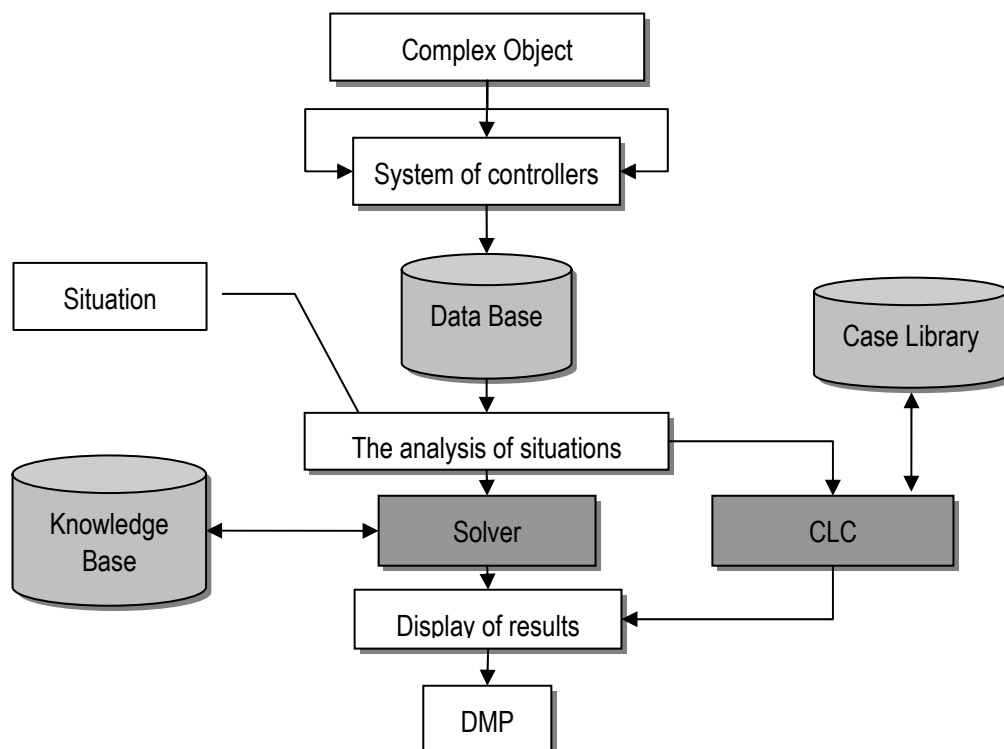 Complex Object
System of controllers
Situation
Data Base
Case Library
The analysis of situations
Knowledge
Base
Solver
CLC
Display of results
DMP